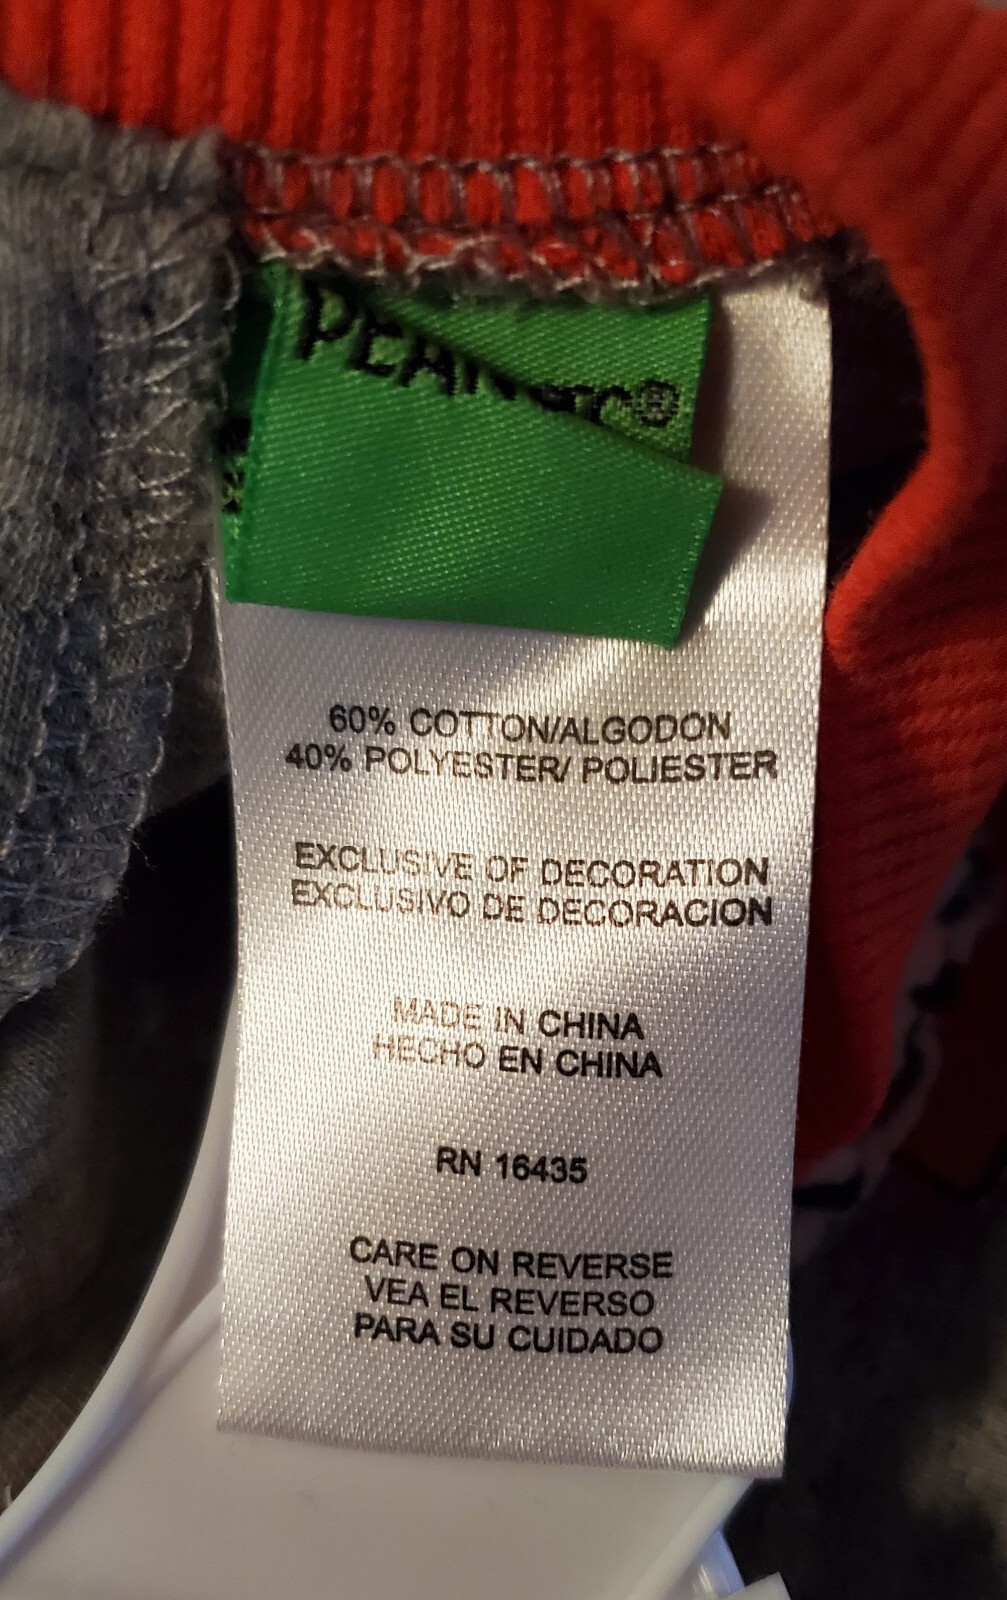 PEANUTS®
60% COTTON/ALGODON
40% POLYESTER/ POLIESTER
EXCLUSIVE OF DECORATION
EXCLUSIVO DE DECORACION
MADE IN CHINA
HECHO EN CHINA
RN 16435
CARE ON REVERSE
VEA EL REVERSO
PARA SU CUIDADO